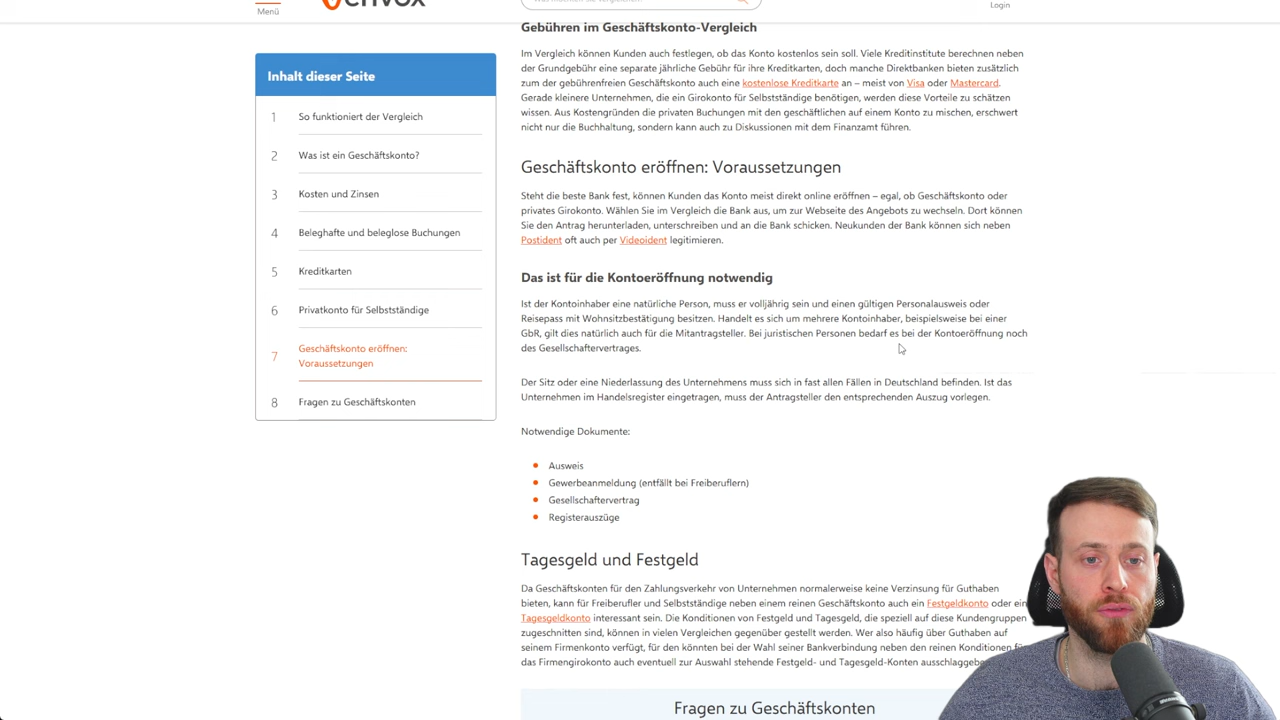 Menü
Login
Inhalt dieser Seite
1 So funktioniert der Vergleich
2 Was ist ein Geschäftskonto?
3 Kosten und Zinsen
4 Beleghafte und beleglose Buchungen
5 Kreditkarten
6 Privatkonto für Selbstständige
7 Geschäftskonto eröffnen:
Voraussetzungen
8 Fragen zu Geschäftskonten
Gebühren im Geschäftskonto-Vergleich
Im Vergleich können Kunden auch festlegen, ob das Konto kostenlos sein soll. Viele Kreditinstitute berechnen neben
der Grundgebühr eine separate jährliche Gebühr für ihre Kreditkarten, doch manche Direktbanken bieten zusätzlich
zum der gebührenfreien Geschäftskonto auch eine kostenlose Kreditkarte an – meist von Visa oder Mastercard.
Gerade kleinere Unternehmen, die ein Girokonto für Selbstständige benötigen, werden diese Vorteile zu schätzen
wissen. Aus Kostengründen die privaten Buchungen mit den geschäftlichen auf einem Konto zu mischen, erschwert
nicht nur die Buchhaltung, sondern kann auch zu Diskussionen mit dem Finanzamt führen.
Geschäftskonto eröffnen: Voraussetzungen
Steht die beste Bank fest, können Kunden das Konto meist direkt online eröffnen – egal, ob Geschäftskonto oder
privates Girokonto. Wählen Sie im Vergleich die Bank aus, um zur Webseite des Angebots zu wechseln. Dort können
Sie den Antrag herunterladen, unterschreiben und an die Bank schicken. Neukunden der Bank können sich neben
Postident oft auch per Videoident legitimieren.
Das ist für die Kontoeröffnung notwendig
Ist der Kontoinhaber eine natürliche Person, muss er volljährig sein und einen gültigen Personalausweis oder
Reisepass mit Wohnsitzbestätigung besitzen. Handelt es sich um mehrere Kontoinhaber, beispielsweise bei einer
GbR, gilt dies natürlich auch für die Mitantragsteller. Bei juristischen Personen bedarf es bei der Kontoeröffnung noch
des Gesellschaftervertrages.
Der Sitz oder eine Niederlassung des Unternehmens muss sich in fast allen Fällen in Deutschland befinden. Ist das
Unternehmen im Handelsregister eingetragen, muss der Antragsteller den entsprechenden Auszug vorlegen.
Notwendige Dokumente:
Ausweis
Gewerbeanmeldung (entfällt bei Freiberuflern)
Gesellschaftervertrag
Registerauszüge
Tagesgeld und Festgeld
Da Geschäftskonten für den Zahlungsverkehr von Unternehmen normalerweise keine Verzinsung für Guthaben
bieten, kann für Freiberufler und Selbstständige neben einem reinen Geschäftskonto auch ein Festgeldkonto oder ein
Tagesgeldkonto interessant sein. Die Konditionen von Festgeld und Tagesgeld, die speziell auf diese Kundengruppen
zugeschnitten sind, können in vielen Vergleichen gegenüber gestellt werden. Wer also häufig über Guthaben auf
seinem Firmenkonto verfügt, für den könnten bei der Wahl seiner Bankverbindung neben den reinen Konditionen
das Firmengirokonto auch eventuell zur Auswahl stehende Festgeld- und Tagesgeld-Konten
Fragen zu Geschäftskonten